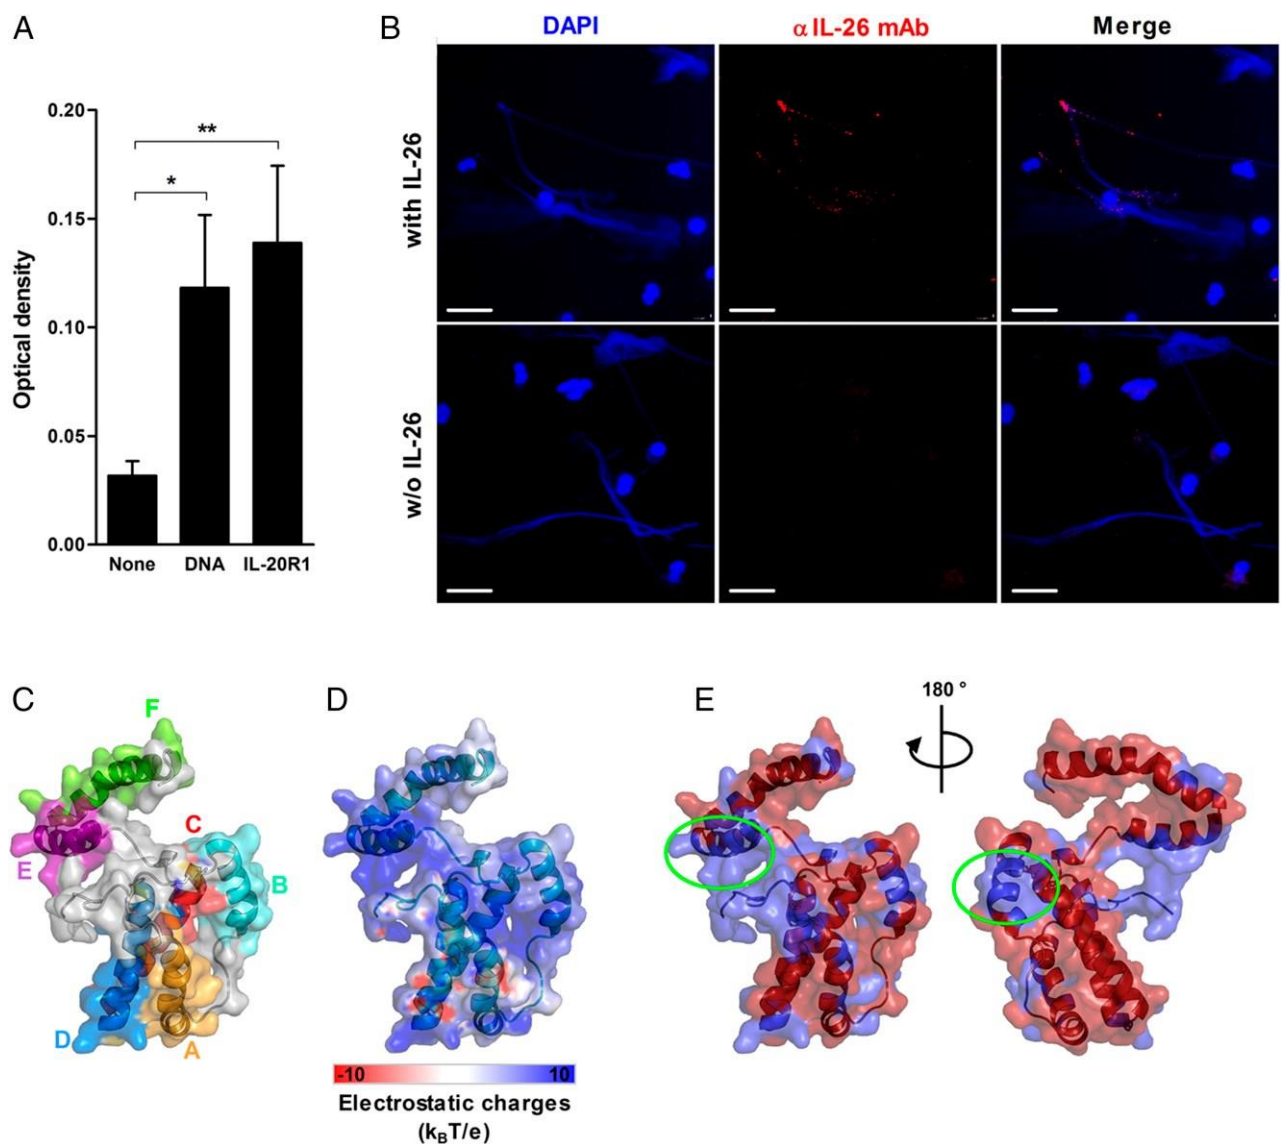 A
0.20
0.15
0.10
0.05
0.00
Optical density
*
**
None DNA IL-20R1
B
DAPI αIL-26 mAb Merge
with IL-26
w/o IL-26
C
F
C
E
B
D
A
D
-10 10
Electrostatic charges
(kBT/e)
E
180 °